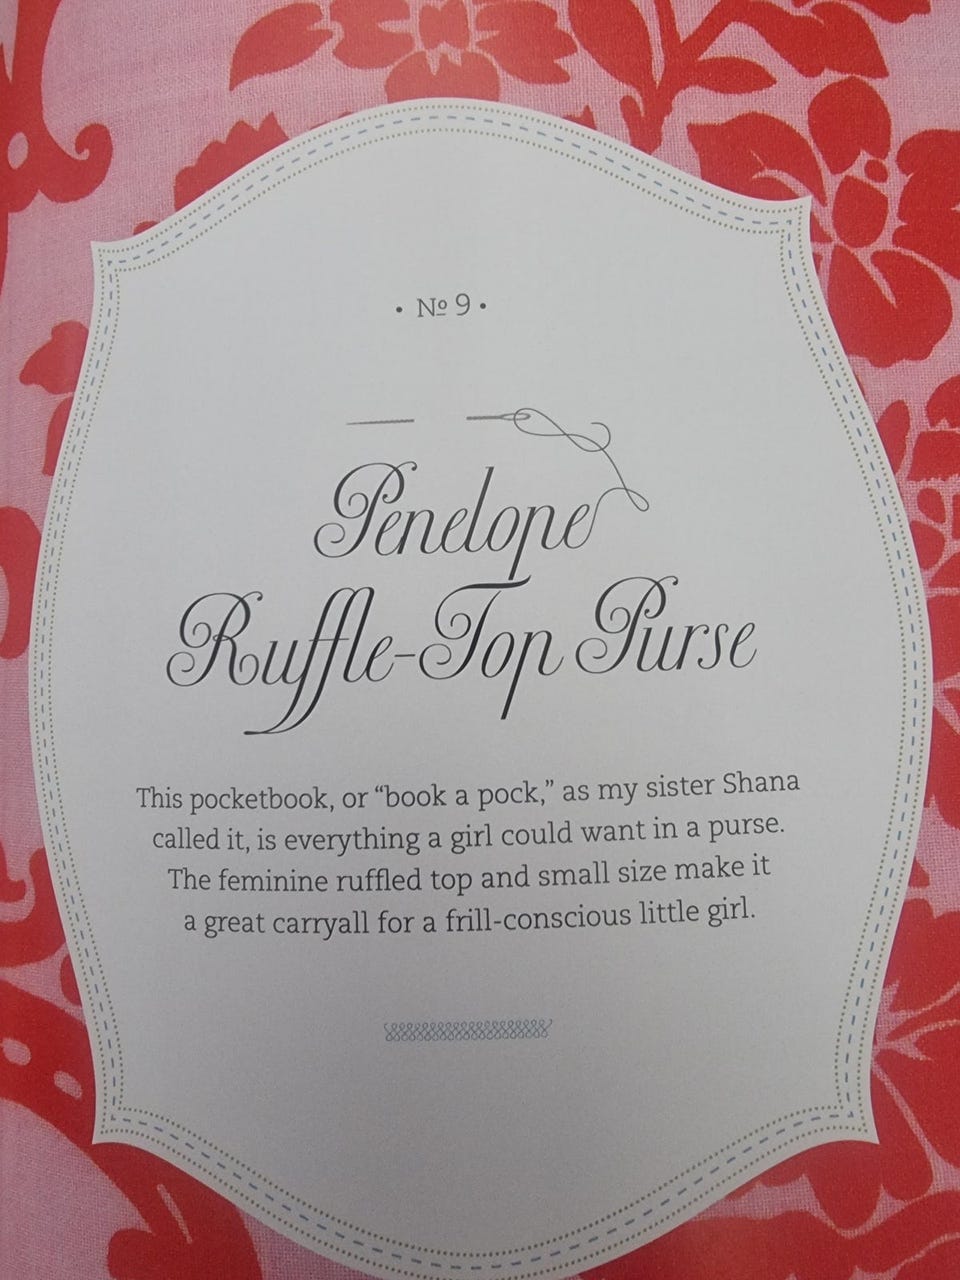 • № 9 •
Penelope
Ruffle-Top Purse
This pocketbook, or “book a pock,” as my sister Shana
called it, is everything a girl could want in a purse.
The feminine ruffled top and small size make it
a great carryall for a frill-conscious little girl.